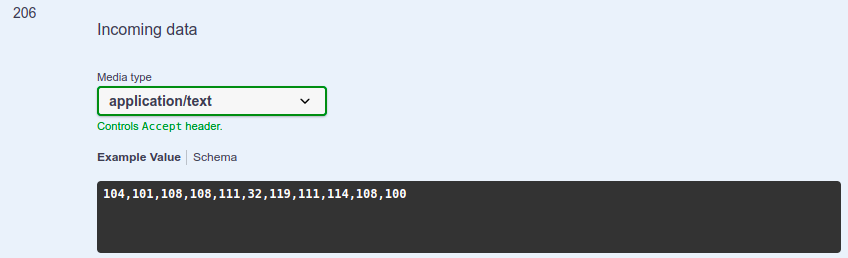 206
Incoming data
Media type
application/text
Controls Accept header.
Example Value Schema
104,101,108,108,111,32,119,111,114,108,100